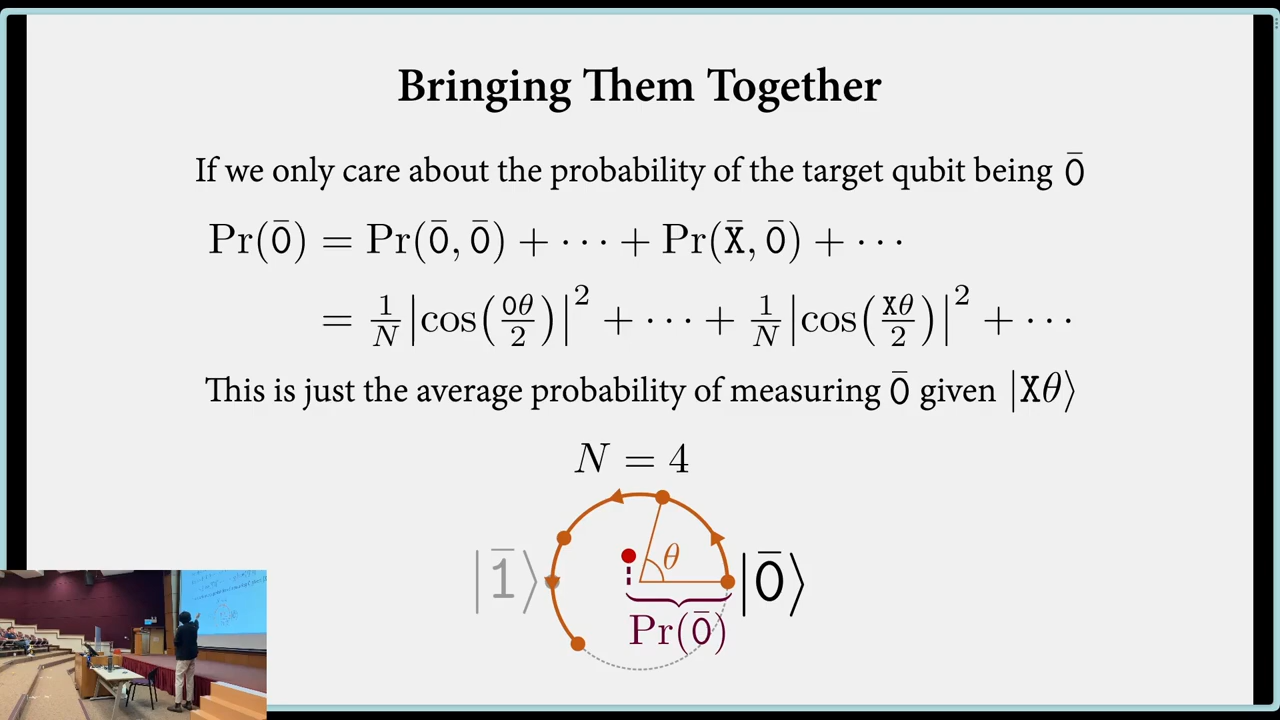 Bringing Them Together
If we only care about the probability of the target qubit being 0̄
Pr(0̄) = Pr(0̄, 0̄) + ⋯ + Pr(X̄, 0̄) + ⋯
= 1/N |cos(0θ/2)|² + ⋯ + 1/N |cos(Xθ/2)|² + ⋯
This is just the average probability of measuring 0̄ given |Xθ⟩
N = 4
|1̄⟩ θ |0̄⟩
Pr(0̄)